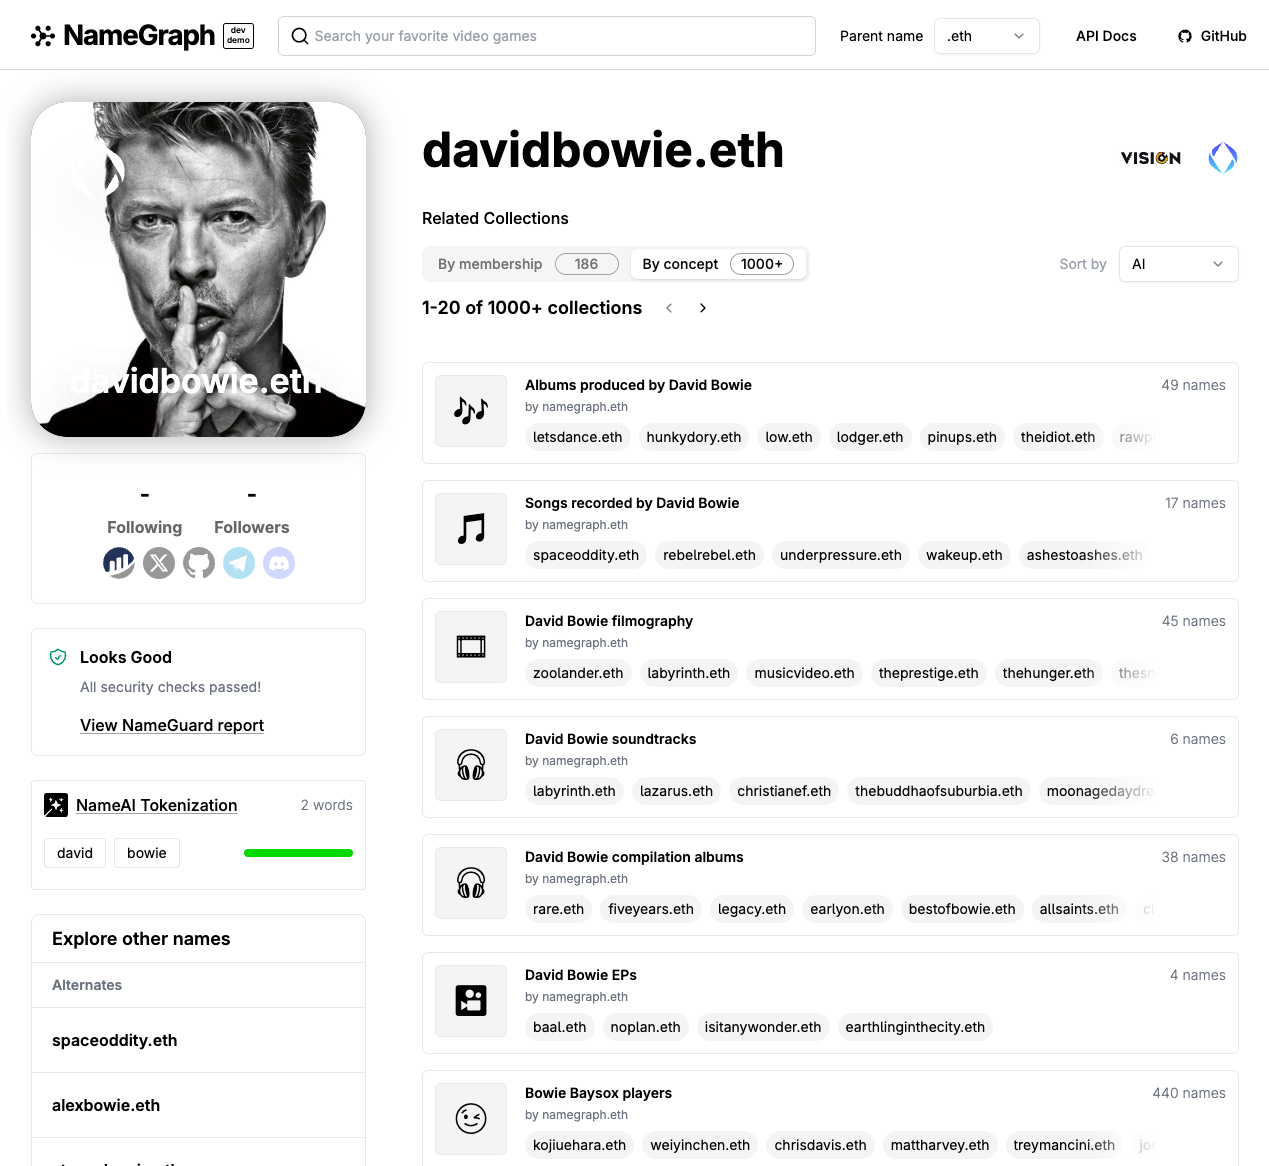 NameGraph
dev
demo
Search your favorite video games
Parent name
.eth
API Docs
GitHub
davidbowie.eth
-
Following
-
Followers
Looks Good
All security checks passed!
View NameGuard report
NameAI Tokenization
2 words
david
bowie
Explore other names
Alternates
spaceoddity.eth
alexbowie.eth
davidbowie.eth
VISION
Related Collections
By membership 186
By concept 1000+
Sort by
AI
1-20 of 1000+ collections
Albums produced by David Bowie
49 names
by namegraph.eth
letsdance.eth hunkydory.eth low.eth lodger.eth pinups.eth theidiot.eth
Songs recorded by David Bowie
17 names
by namegraph.eth
spaceoddity.eth rebelrebel.eth underpressure.eth wakeup.eth ashestoashes.eth
David Bowie filmography
45 names
by namegraph.eth
zoolander.eth labyrinth.eth musicvideo.eth theprestige.eth thehunger.eth
David Bowie soundtracks
6 names
by namegraph.eth
labyrinth.eth lazarus.eth christianef.eth thebuddhaofsuburbia.eth
David Bowie compilation albums
38 names
by namegraph.eth
rare.eth fiveyears.eth legacy.eth earlyon.eth bestofbowie.eth allsaints.eth
David Bowie EPs
4 names
by namegraph.eth
baal.eth noplan.eth isitanywonder.eth earthlinginthecity.eth
Bowie Baysox players
440 names
by namegraph.eth
kojiuehara.eth weiyinchen.eth chrisdavis.eth mattharvey.eth treymancini.eth